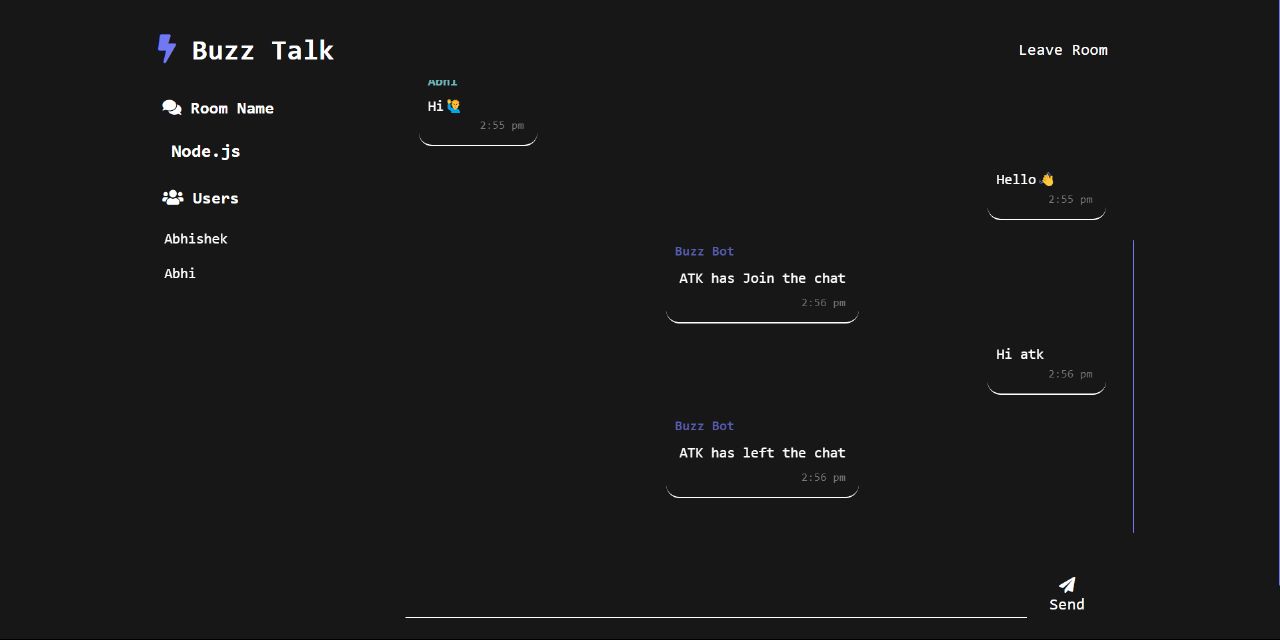 Buzz Talk
Leave Room
Room Name
Node.js
Users
Abhishek
Abhi
Abhi
Hi🙋‍♂️
2:55 pm
Hello👋
2:55 pm
Buzz Bot
ATK has Join the chat
2:56 pm
Hi atk
2:56 pm
Buzz Bot
ATK has left the chat
2:56 pm
Send